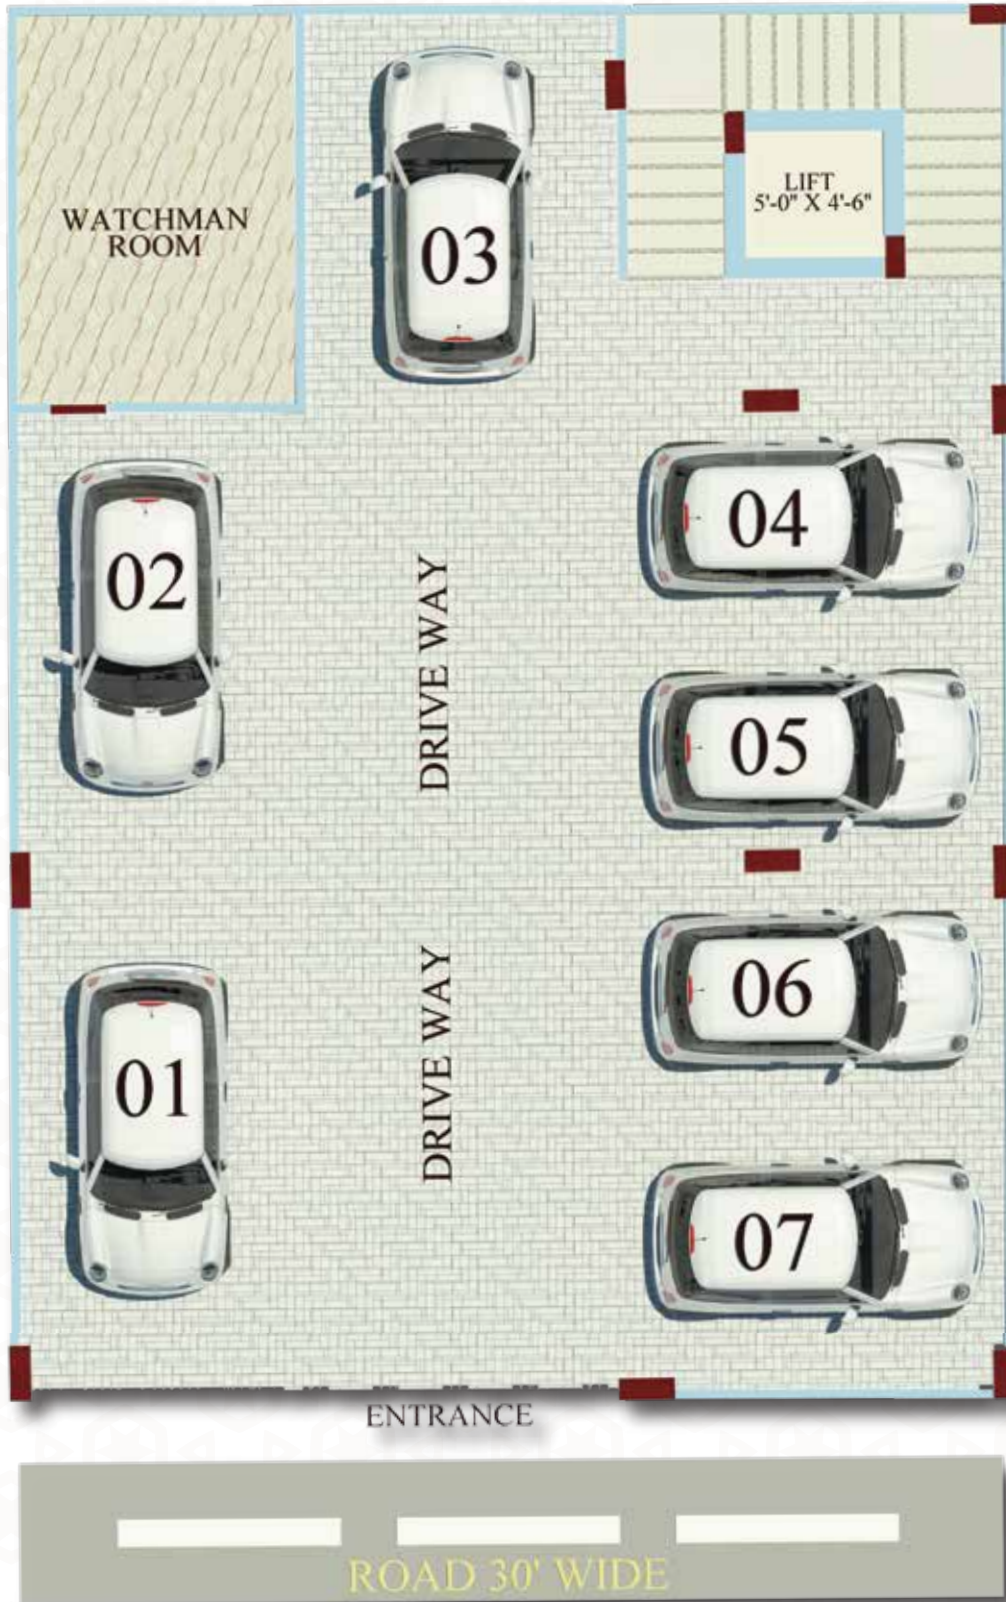 WATCHMAN
ROOM
03
LIFT
5'-0" X 4'-6"
02
DRIVE WAY
04
05
01
DRIVE WAY
06
07
ENTRANCE
ROAD 30' WIDE